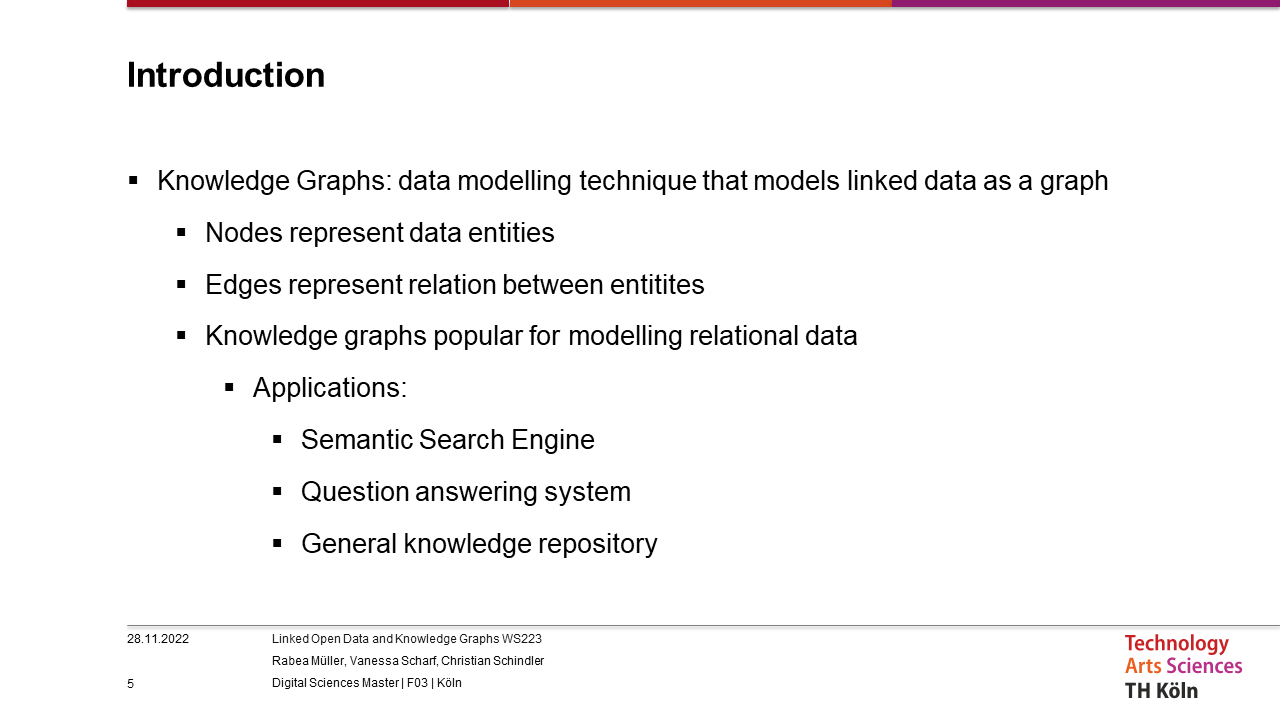 Introduction
▪ Knowledge Graphs: data modelling technique that models linked data as a graph
▪ Nodes represent data entities
▪ Edges represent relation between entitites
▪ Knowledge graphs popular for modelling relational data
▪ Applications:
▪ Semantic Search Engine
▪ Question answering system
▪ General knowledge repository
28.11.2022
Linked Open Data and Knowledge Graphs WS223
Rabea Müller, Vanessa Scharf, Christian Schindler
5
Digital Sciences Master | F03 | Köln
Technology
Arts Sciences
TH Köln